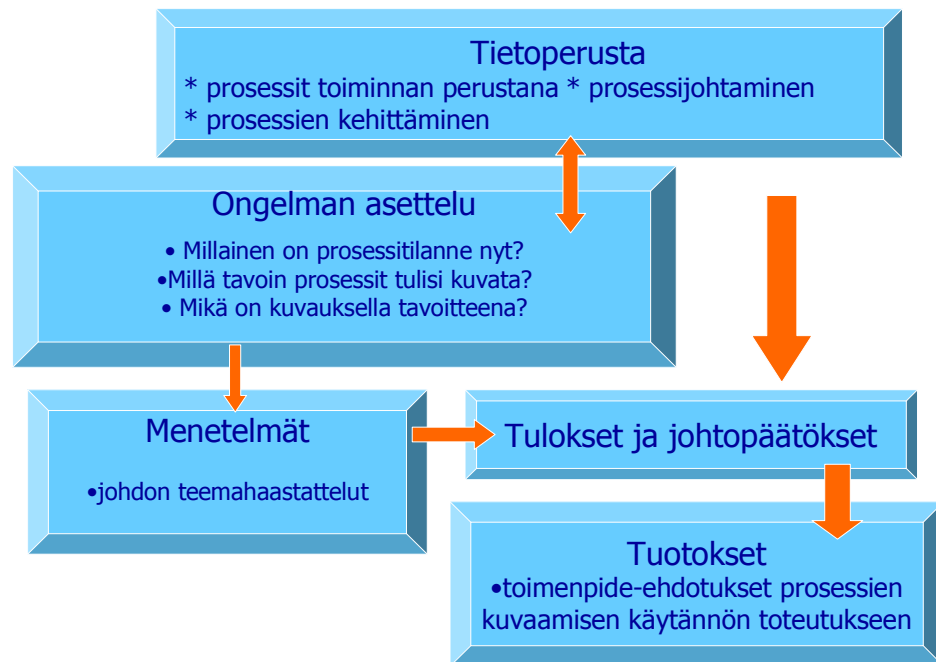 Tietoperusta
* prosessit toiminnan perustana * prosessijohtaminen
* prosessien kehittäminen
Ongelman asettelu
• Millainen on prosessitilanne nyt?
•Millä tavoin prosessit tulisi kuvata?
• Mikä on kuvauksella tavoitteena?
Menetelmät
•johdon teemahaastattelut
Tulokset ja johtopäätökset
Tuotokset
•toimenpide-ehdotukset prosessien
kuvaamisen käytännön toteutukseen